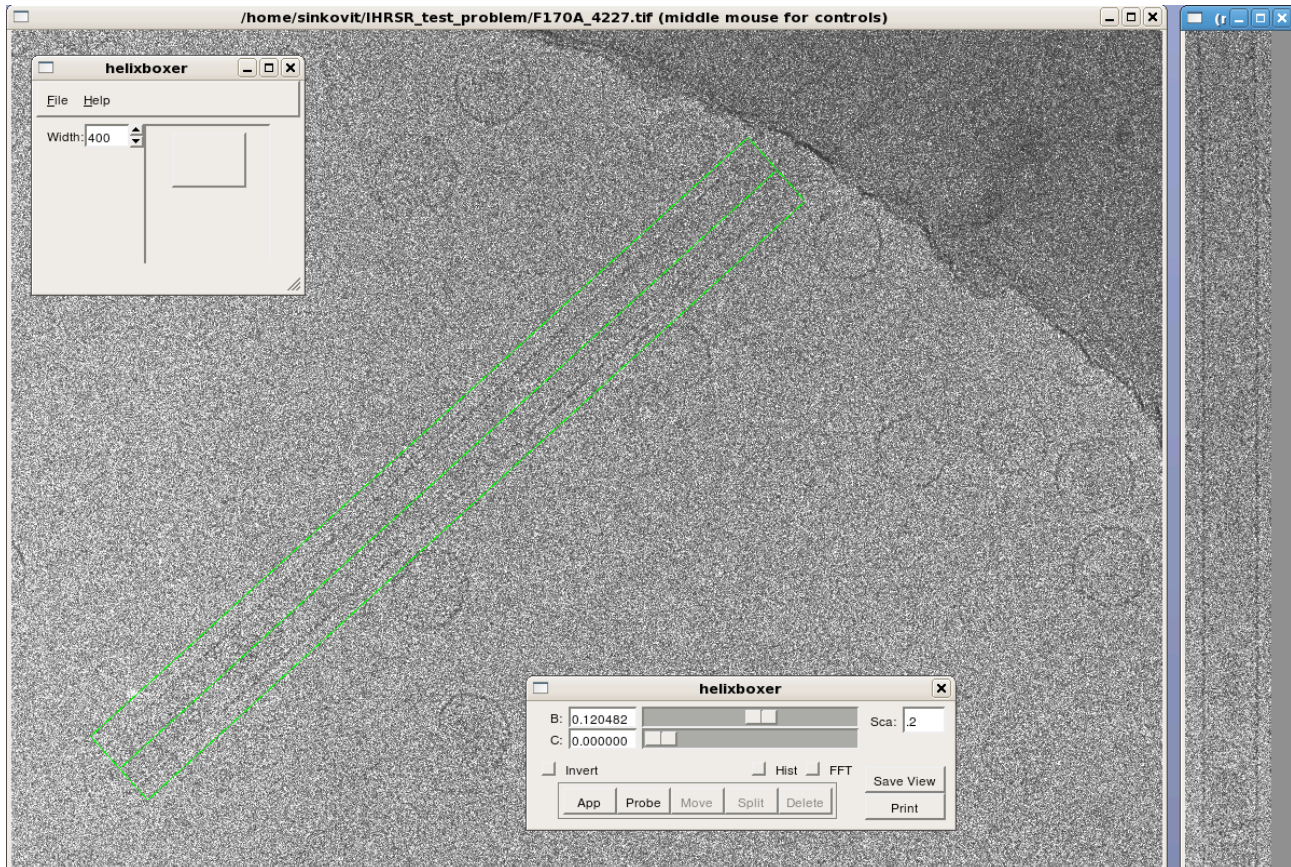 /home/sinkovit/IHRSR_test_problem/F170A_4227.tif (middle mouse for controls)
(r
helixboxer
File Help
Width: 400
helixboxer
B: 0.120482
Sca: .2
C: 0.000000
Invert Hist FFT
Save View
App Probe Move Split Delete
Print